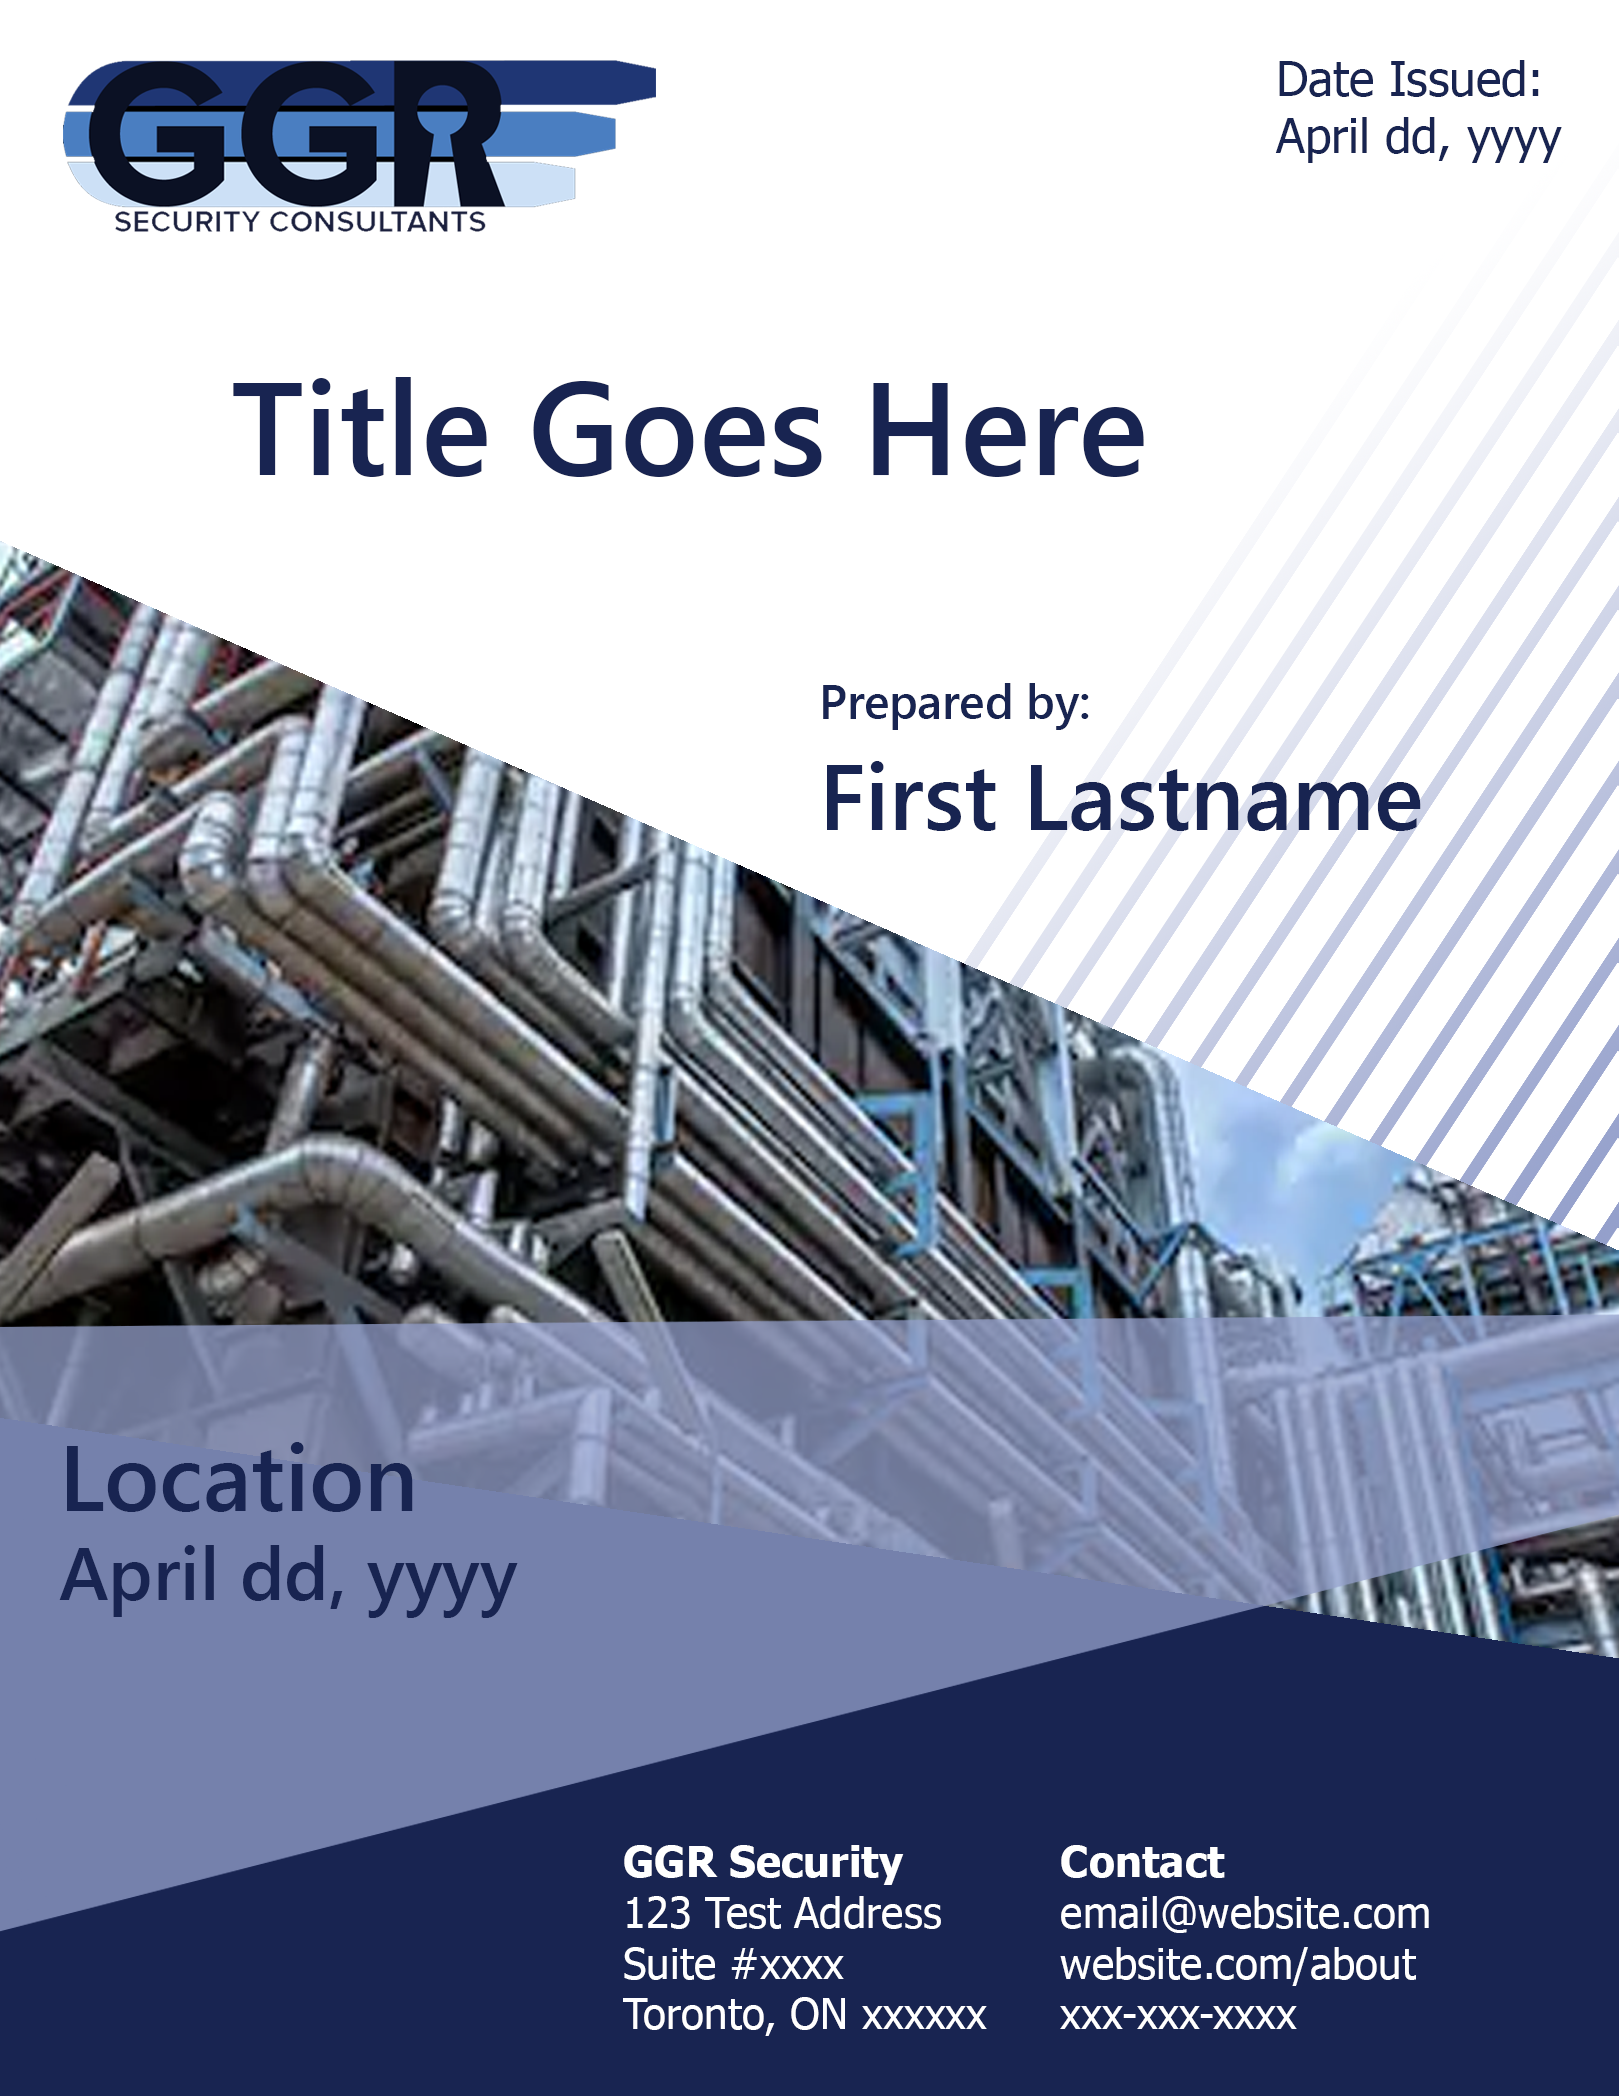 GGR
SECURITY CONSULTANTS
Date Issued:
April dd, yyyy
Title Goes Here
Prepared by:
First Lastname
Location
April dd, yyyy
GGR Security
123 Test Address
Suite #xxxx
Toronto, ON xxxxxx
Contact
email@website.com
website.com/about
xxx-xxx-xxxx